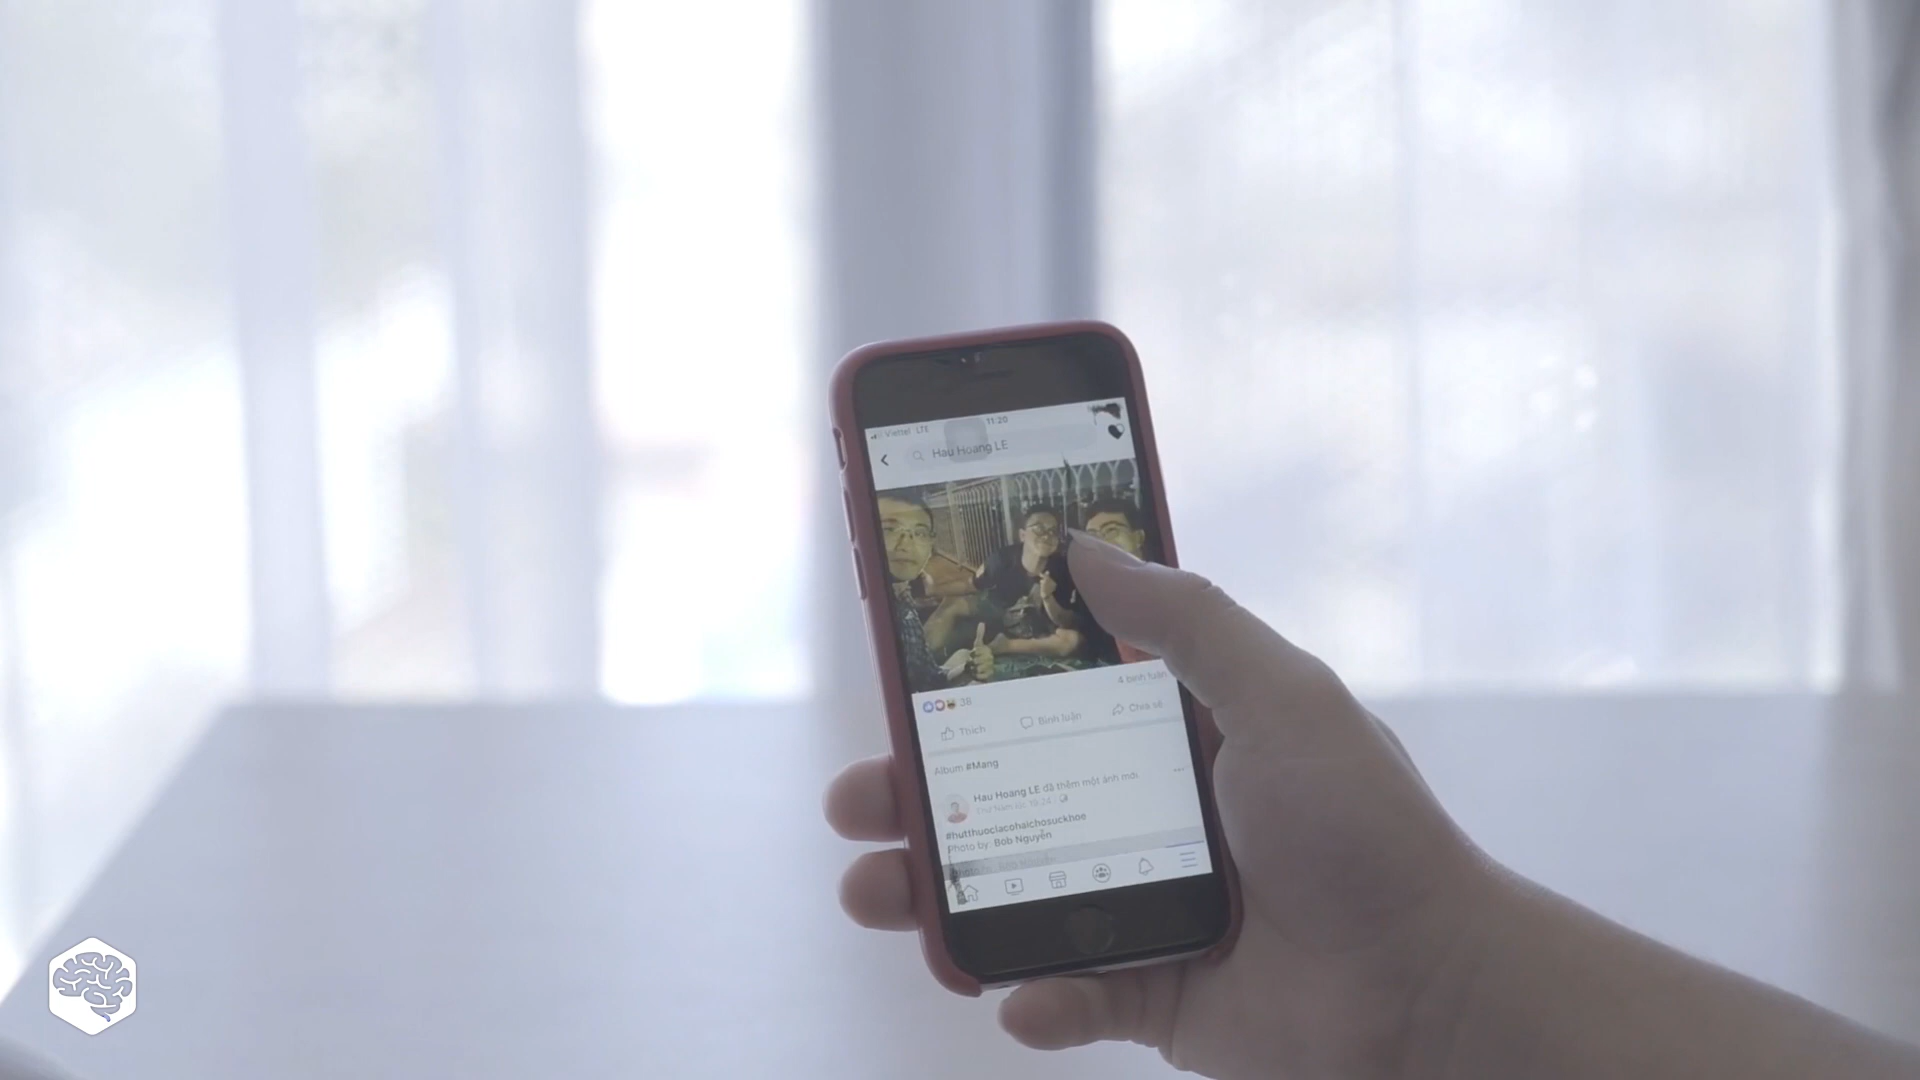 Viettel LTE 11:20
Hau Hoang LE
38 4 bình luận
Thích Bình luận Chia sẻ
Album #Mang
Hau Hoang LE đã thêm một ảnh mới
#hutthuoclacohaichosuckhoe
Photo by: Bob Nguyễn